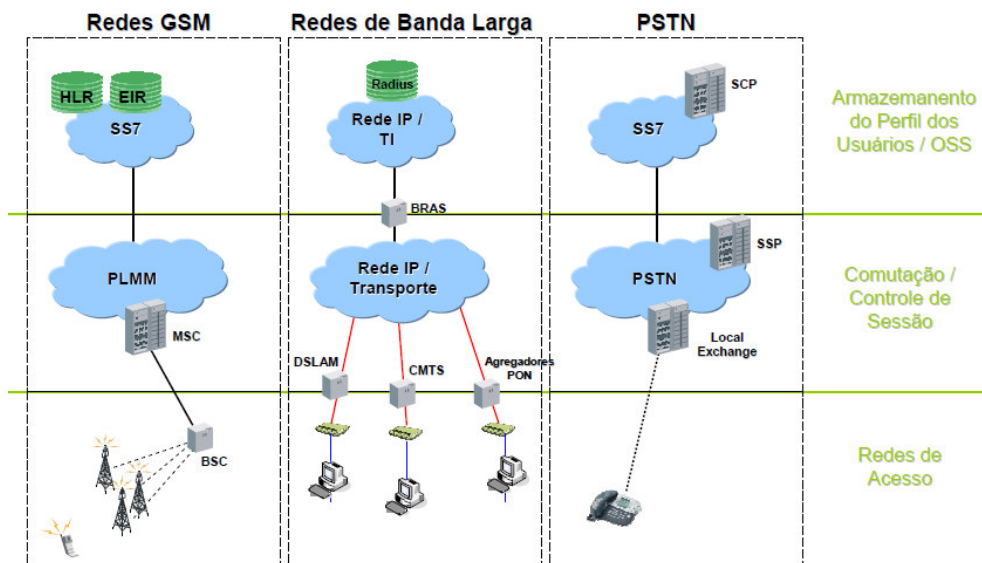 Redes GSM
Redes de Banda Larga
PSTN
HLR
EIR
SS7
Radius
Rede IP /
TI
BRAS
SCP
SS7
Armazemanento
do Perfil dos
Usuários / OSS
PLMM
MSC
Rede IP /
Transporte
SSP
PSTN
Local
Exchange
Comutação /
Controle de
Sessão
DSLAM
CMTS
Agregadores
PON
BSC
Redes de
Acesso